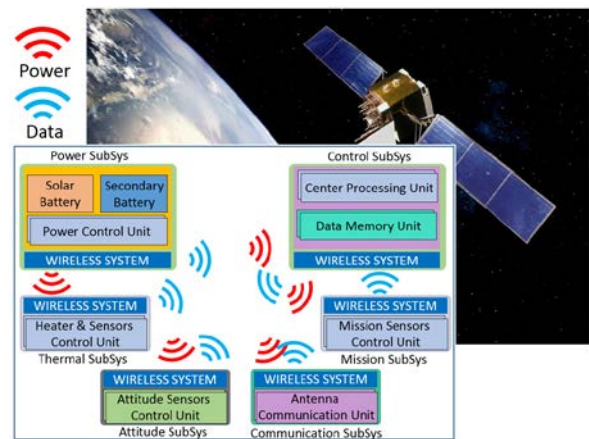 Power
Data
Power SubSys
Solar
Battery
Secondary
Battery
Power Control Unit
WIRELESS SYSTEM
Control SubSys
Center Processing Unit
Data Memory Unit
WIRELESS SYSTEM
WIRELESS SYSTEM
Heater & Sensors
Control Unit
Thermal SubSys
WIRELESS SYSTEM
Mission Sensors
Control Unit
Mission SubSys
WIRELESS SYSTEM
Attitude Sensors
Control Unit
Attitude SubSys
WIRELESS SYSTEM
Antenna
Communication Unit
Communication SubSys